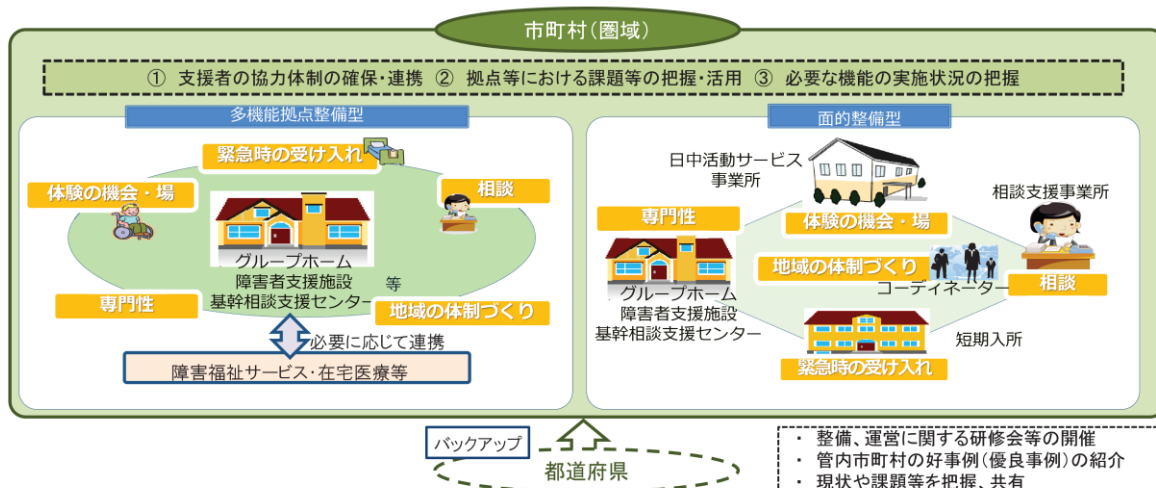 市町村(圏域)
① 支援者の協力体制の確保・連携 ② 拠点等における課題等の把握・活用 ③ 必要な機能の実施状況の把握
多機能拠点整備型
緊急時の受け入れ
体験の機会・場
相談
グループホーム
障害者支援施設 等
基幹相談支援センター
専門性
地域の体制づくり
必要に応じて連携
障害福祉サービス・在宅医療等
面的整備型
日中活動サービス
事業所
体験の機会・場
専門性
グループホーム
障害者支援施設
基幹相談支援センター
地域の体制づくり
コーディネーター
相談支援事業所
相談
短期入所
緊急時の受け入れ
バックアップ
都道府県
・ 整備、運営に関する研修会等の開催
・ 管内市町村の好事例(優良事例)の紹介
・ 現状や課題等を把握、共有